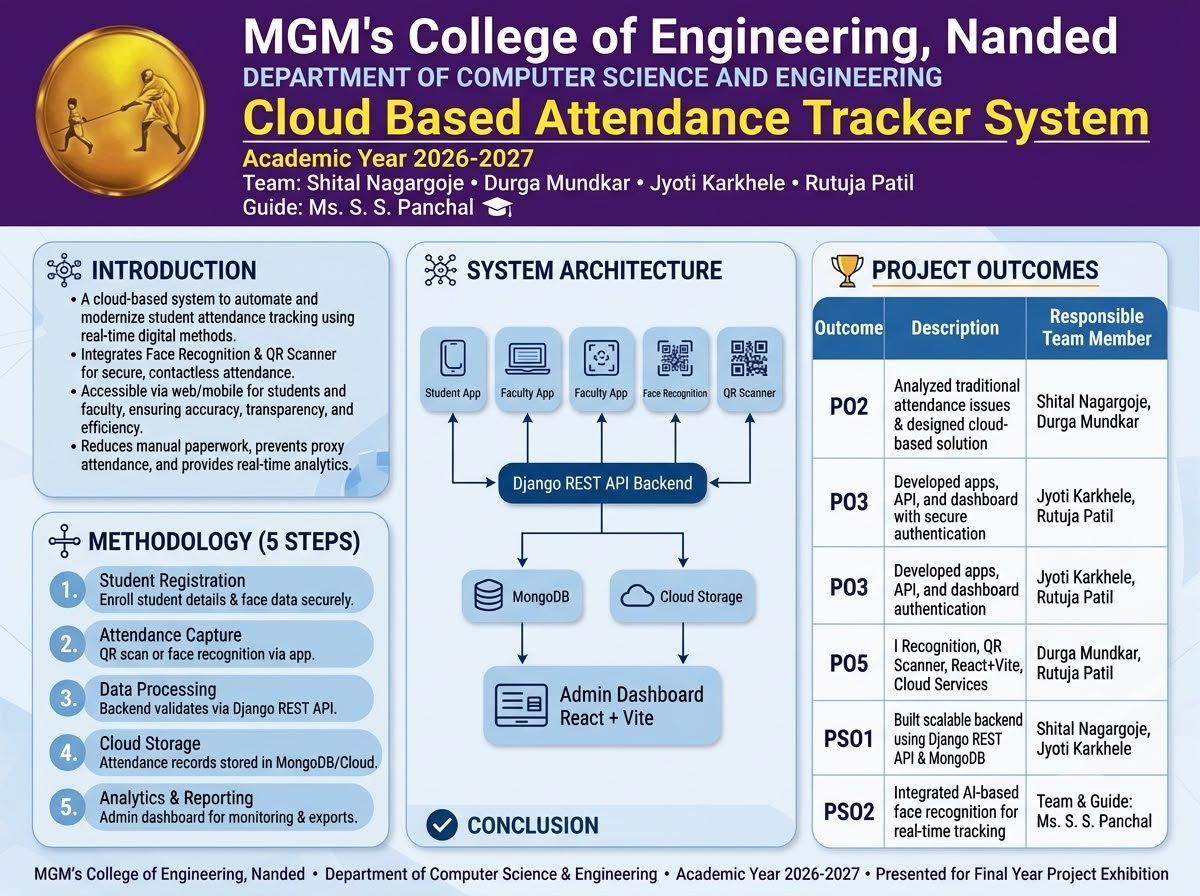 MGM's College of Engineering, Nanded
DEPARTMENT OF COMPUTER SCIENCE AND ENGINEERING
Cloud Based Attendance Tracker System
Academic Year 2026-2027
Team: Shital Nagargoje • Durga Mundkar • Jyoti Karkhele • Rutuja Patil
Guide: Ms. S. S. Panchal
INTRODUCTION
• A cloud-based system to automate and
modernize student attendance tracking using
real-time digital methods.
• Integrates Face Recognition & QR Scanner
for secure, contactless attendance.
• Accessible via web/mobile for students and
faculty, ensuring accuracy, transparency, and
efficiency.
• Reduces manual paperwork, prevents proxy
attendance, and provides real-time analytics.
METHODOLOGY (5 STEPS)
1. Student Registration
Enroll student details & face data securely.
2. Attendance Capture
QR scan or face recognition via app.
3. Data Processing
Backend validates via Django REST API.
4. Cloud Storage
Attendance records stored in MongoDB/Cloud.
5. Analytics & Reporting
Admin dashboard for monitoring & exports.
SYSTEM ARCHITECTURE
Student App
Faculty App
Faculty App
Face Recognition
QR Scanner
Django REST API Backend
MongoDB
Cloud Storage
Admin Dashboard
React + Vite
CONCLUSION
PROJECT OUTCOMES
Outcome
Description
Responsible
Team Member
PO2
Analyzed traditional
attendance issues
& designed cloud-
based solution
Shital Nagargoje,
Durga Mundkar
PO3
Developed apps,
API, and dashboard
with secure
authentication
Jyoti Karkhele,
Rutuja Patil
PO3
Developed apps,
API, and dashboard
authentication
Jyoti Karkhele,
Rutuja Patil
PO5
I Recognition, QR
Scanner, React+Vite,
Cloud Services
Durga Mundkar,
Rutuja Patil
PSO1
Built scalable backend
using Django REST
API & MongoDB
Shital Nagargoje,
Jyoti Karkhele
PSO2
Integrated AI-based
face recognition for
real-time tracking
Team & Guide:
Ms. S. S. Panchal
MGM's College of Engineering, Nanded • Department of Computer Science & Engineering • Academic Year 2026-2027 • Presented for Final Year Project Exhibition